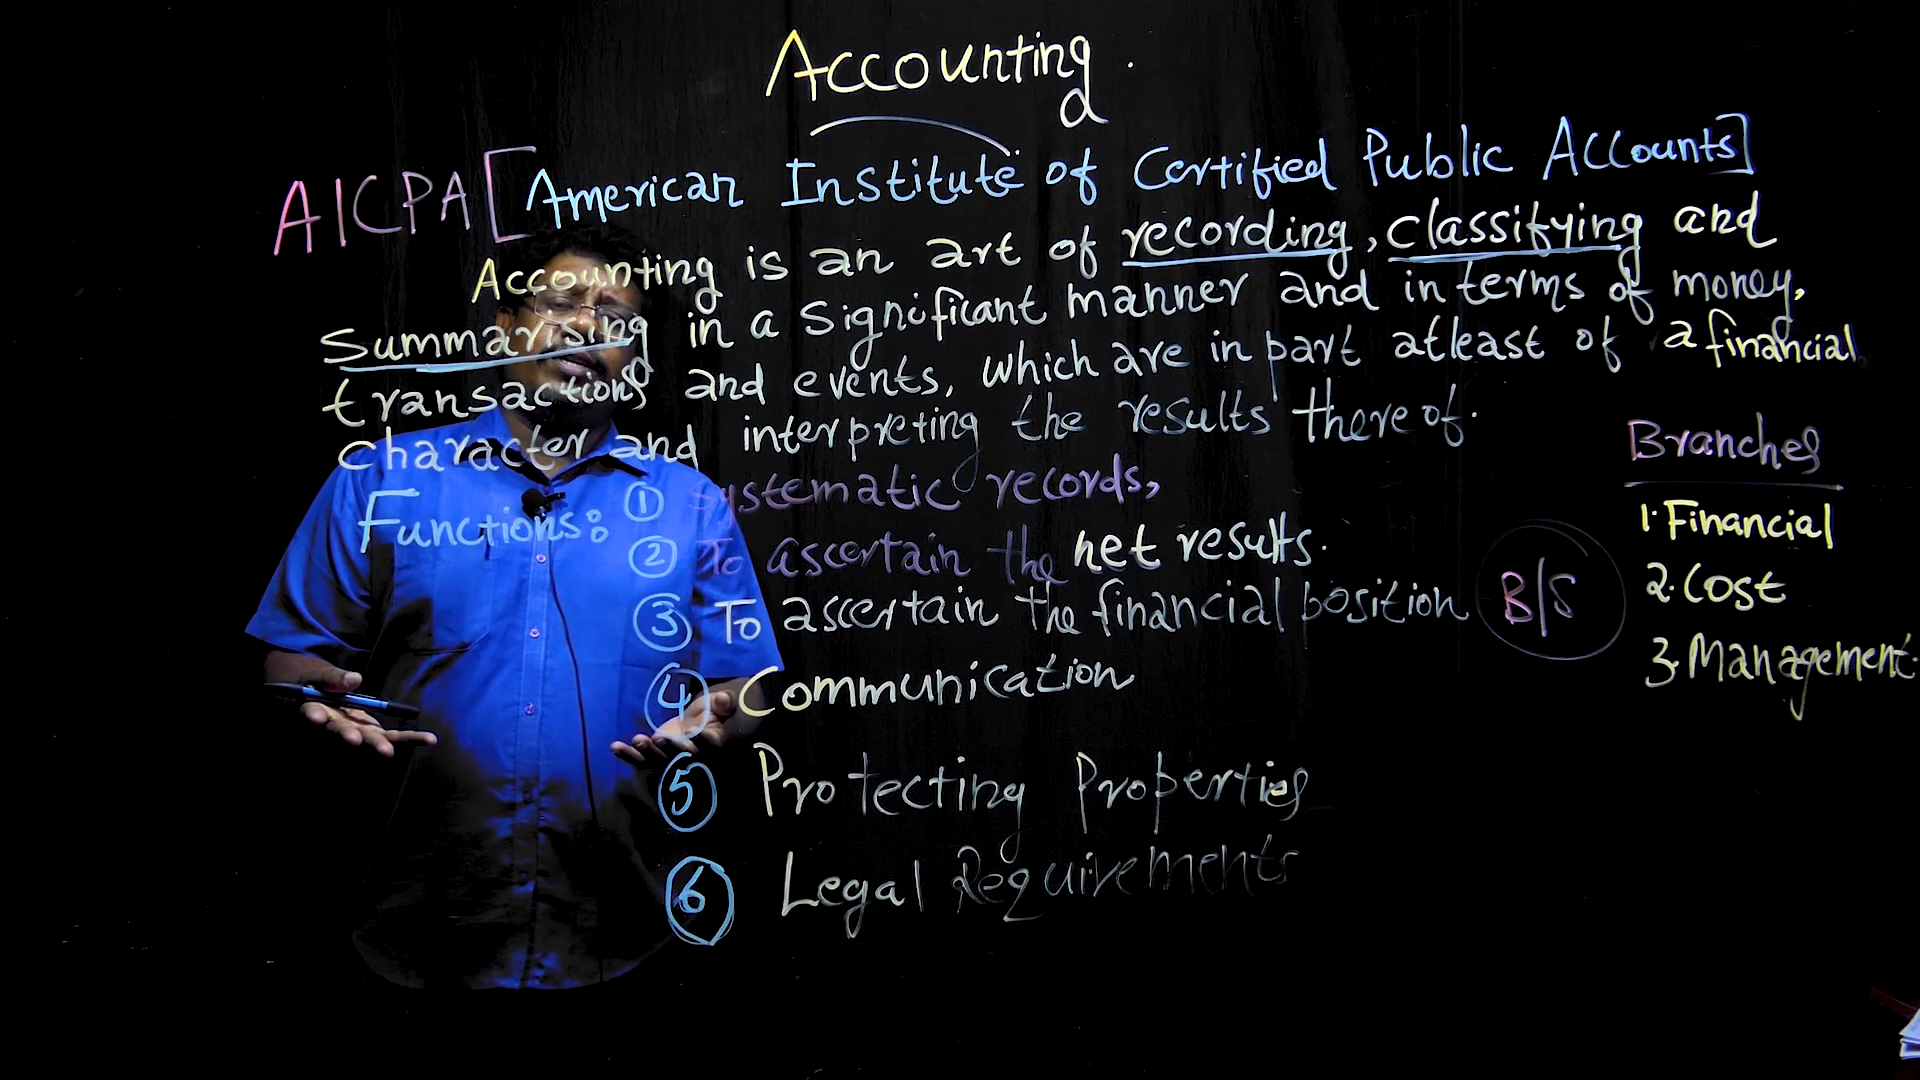 Accounting.
a
AICPA [American Institute of Certified Public Accounts]
Accounting is an art of recording, classifying and
summarising in a significant manner and in terms of money,
transactions and events, which are in part atleast of a financial
character and interpreting the results there of.
Functions: ① Systematic records,
② To ascertain the net results.
③ To ascertain the financial position B/S
④ Communication
⑤ Protecting Properties
⑥ Legal Requirements
Branches
1. Financial
2. Cost
3. Management.